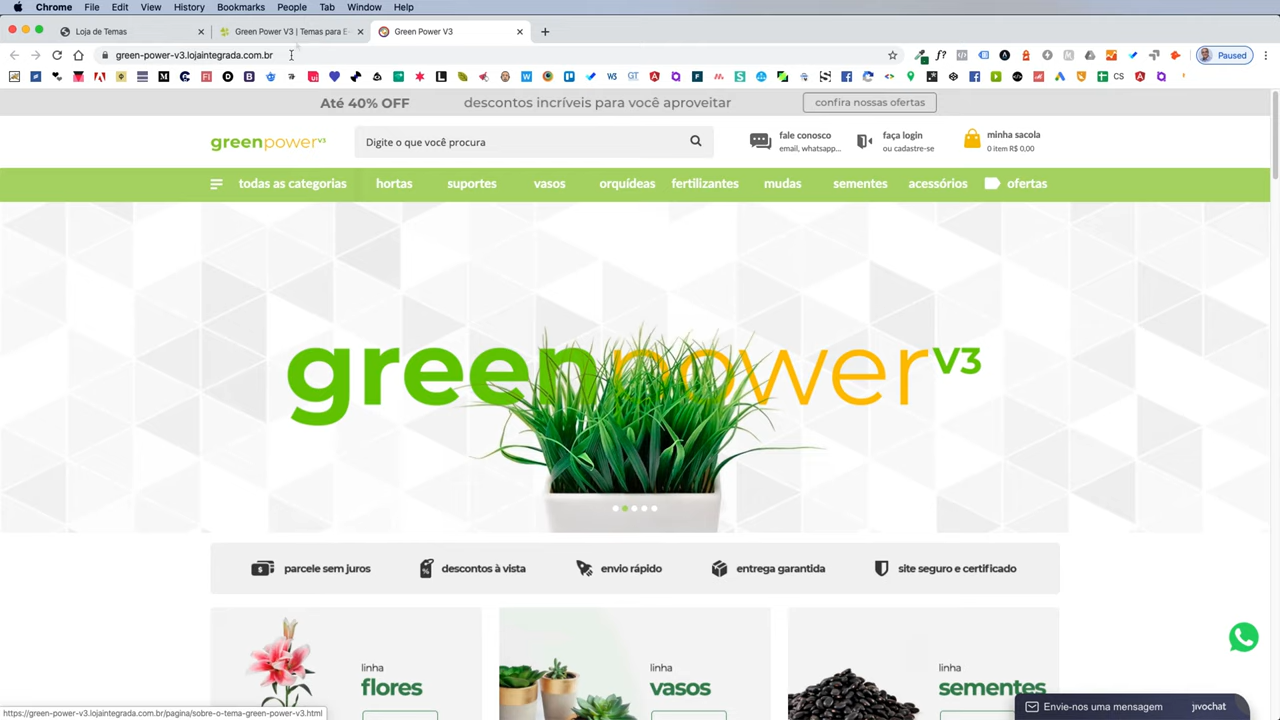 Chrome File Edit View History Bookmarks People Tab Window Help
Loja de Temas
Green Power V3 | Temas para E
Green Power V3
green-power-v3.lojaintegrada.com.br
Paused
CS
Até 40% OFF descontos incríveis para você aproveitar confira nossas ofertas
greenpowerV3
Digite o que você procura
fale conosco
email, whatsapp...
faça login
ou cadastre-se
minha sacola
0 item R$ 0,00
todas as categorias hortas suportes vasos orquídeas fertilizantes mudas sementes acessórios ofertas
greenpowerV3
parcele sem juros descontos à vista envio rápido entrega garantida site seguro e certificado
linha
flores
linha
vasos
linha
sementes
Envie-nos uma mensagem jivochat
https://green-power-v3.lojaintegrada.com.br/pagina/sobre-o-tema-green-power-v3.html